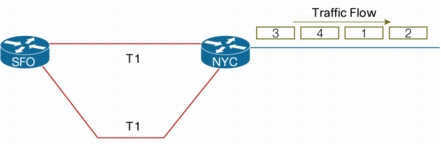 Traffic Flow
3 4 1 2
T1
SFO NYC
T1